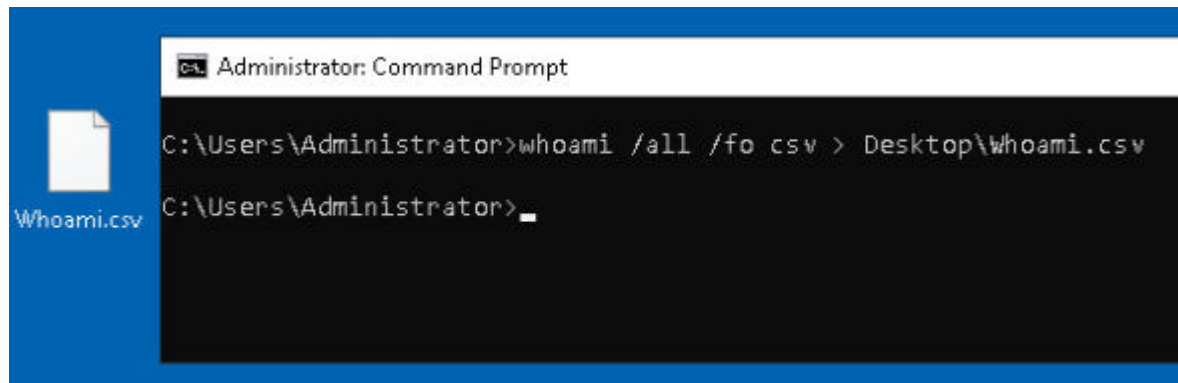 Administrator: Command Prompt
C:\Users\Administrator>whoami /all /fo csv > Desktop\Whoami.csv
C:\Users\Administrator>
Whoami.csv